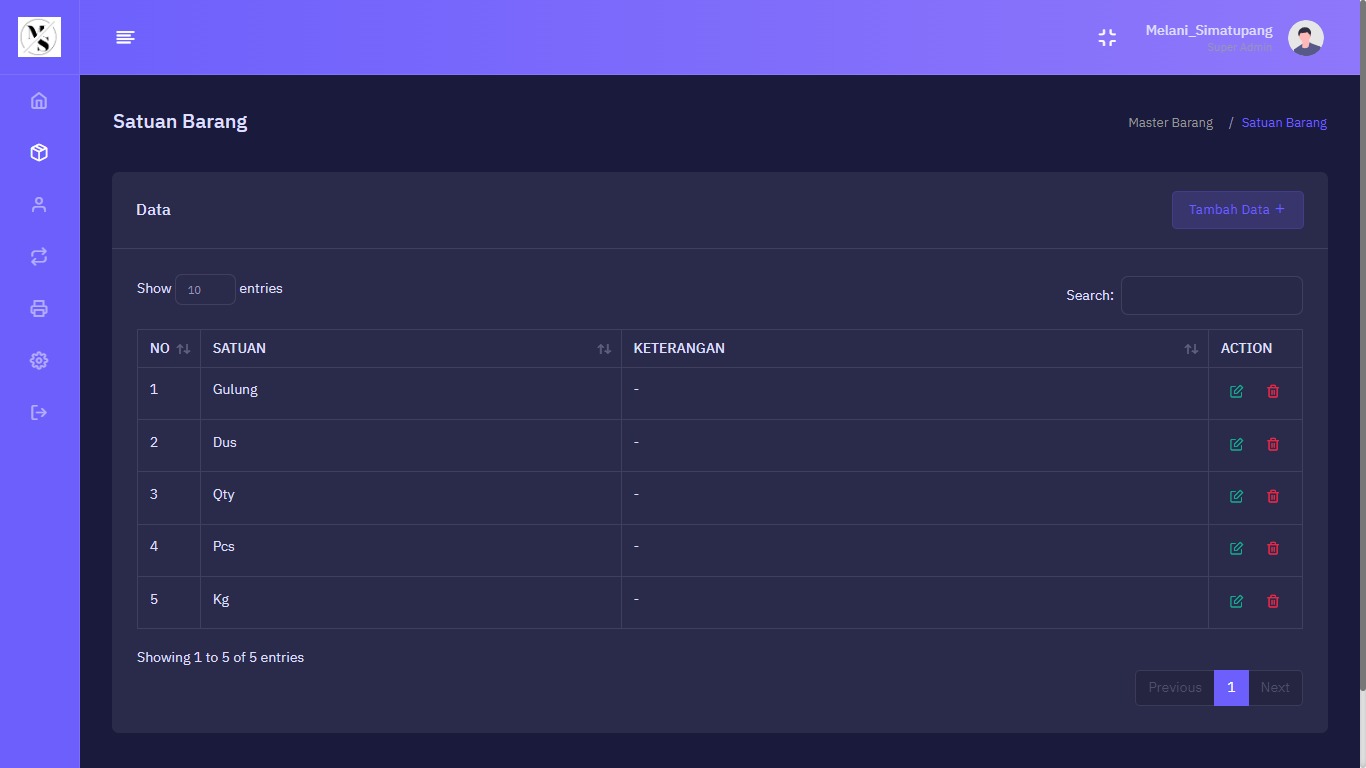 MS
Melani_Simatupang
Super Admin
Satuan Barang
Master Barang / Satuan Barang
Data
Tambah Data +
Show 10 entries
Search:
NO SATUAN KETERANGAN ACTION
1 Gulung -
2 Dus -
3 Qty -
4 Pcs -
5 Kg -
Showing 1 to 5 of 5 entries
Previous 1 Next